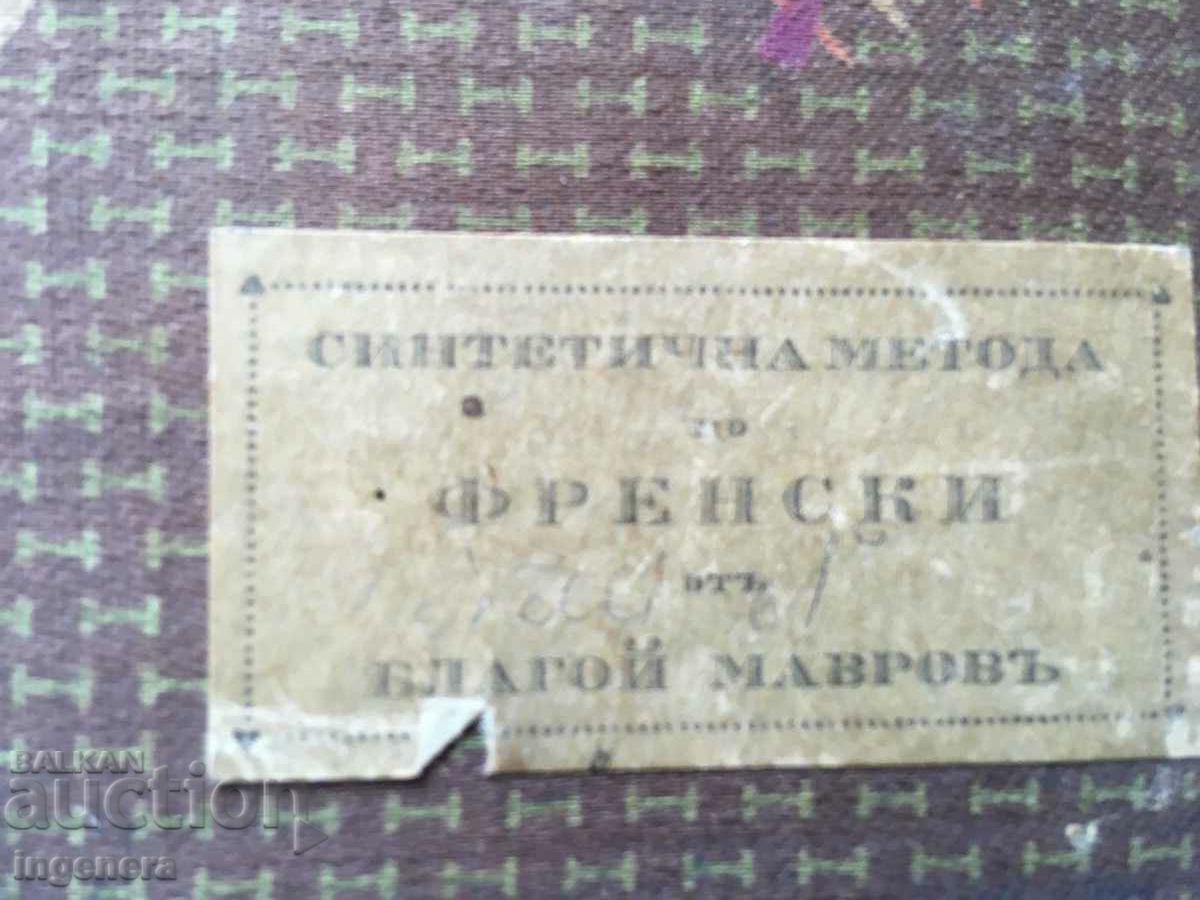 СИНТЕТИЧНА МЕТОДА
по
ФРЕНСКИ
отъ
БЛАГОЙ МАВРОВЪ
BALKAN
auction
ingenera